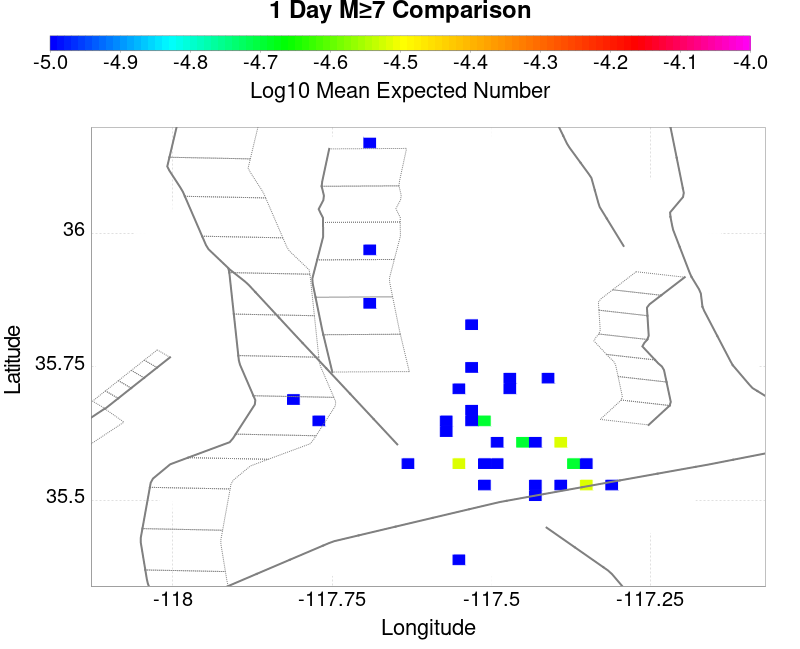 1 Day M≥7 Comparison
-5.0 -4.9 -4.8 -4.7 -4.6 -4.5 -4.4 -4.3 -4.2 -4.1 -4.0
Log10 Mean Expected Number
36
35.75
35.5
Latitude
-118 -117.75 -117.5 -117.25
Longitude